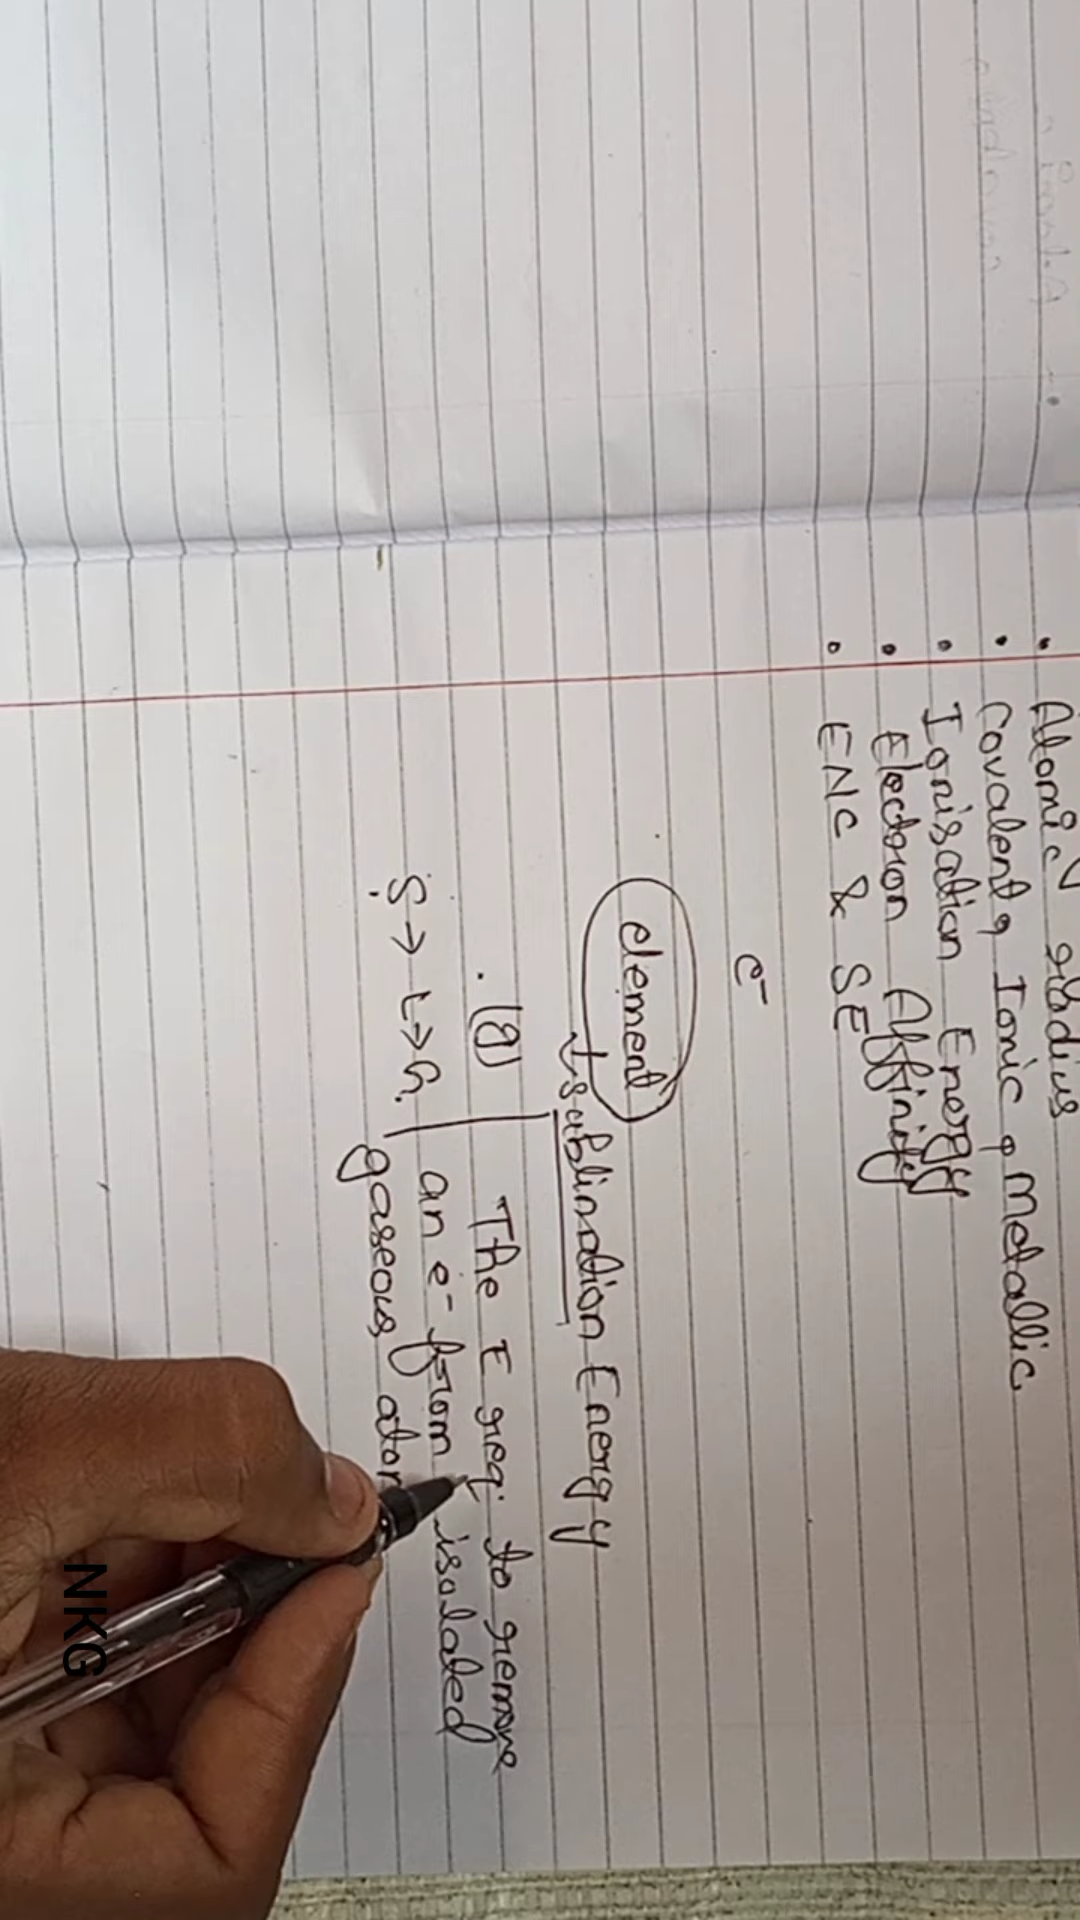 Atomic radius
Covalent, Ionic, Metallic
Ionisation Energy
Electron Affinity
ENC & SE
e-
element
→ sublimation Energy
(g)
S → L → G.
The E req. to remove
an e- from isolated
gaseous atom
NKG